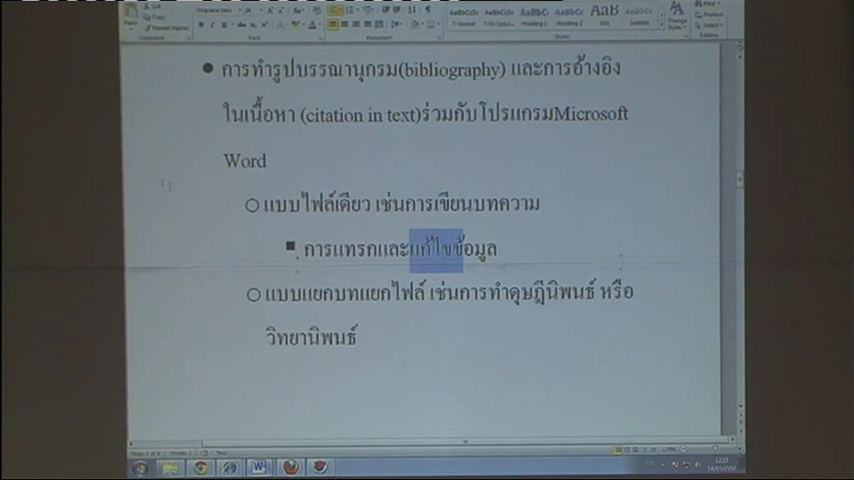 การทำรูปบรรณานุกรม(bibliography) และการอ้างอิง
ในเนื้อหา (citation in text)ร่วมกับโปรแกรมMicrosoft
Word
แบบไฟล์เดียว เช่นการเขียนบทความ
การแทรกและแก้ไขข้อมูล
แบบแยกบทแยกไฟล์ เช่นการทำดุษฎีนิพนธ์ หรือ
วิทยานิพนธ์